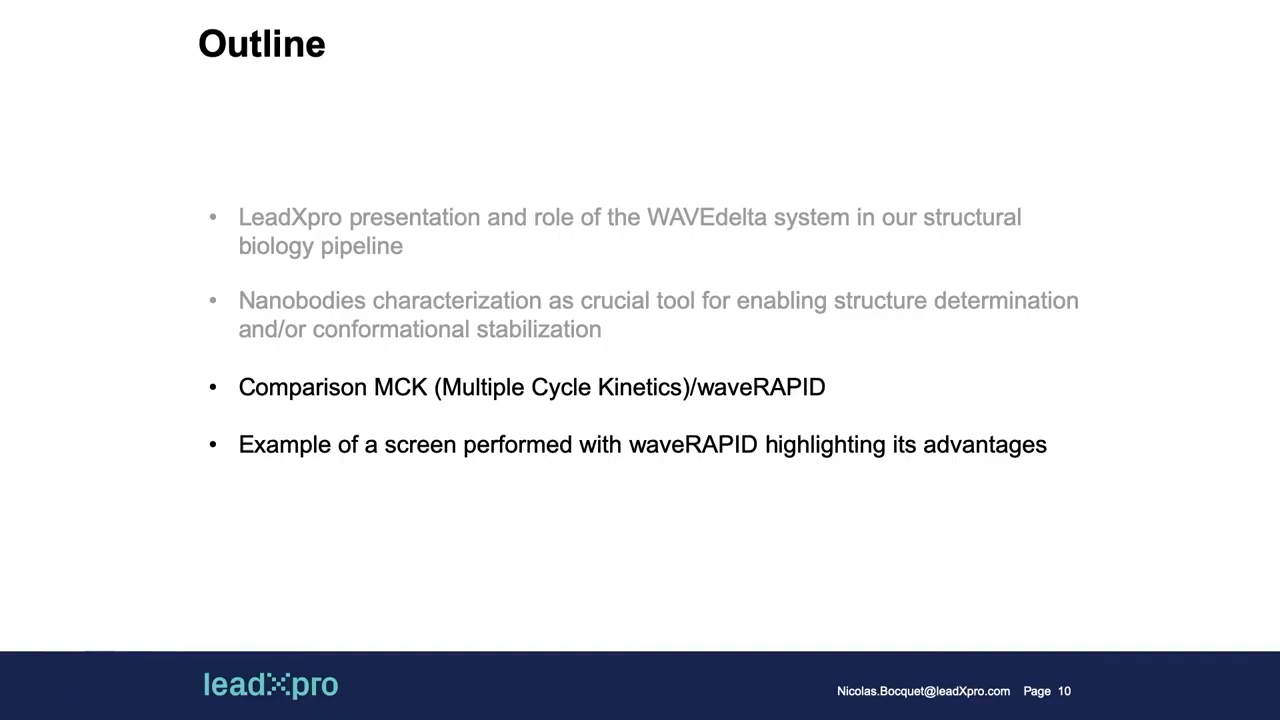 Outline
• LeadXpro presentation and role of the WAVEdelta system in our structural
biology pipeline
• Nanobodies characterization as crucial tool for enabling structure determination
and/or conformational stabilization
• Comparison MCK (Multiple Cycle Kinetics)/waveRAPID
• Example of a screen performed with waveRAPID highlighting its advantages
leadXpro
Nicolas.Bocquet@leadXpro.com Page 10